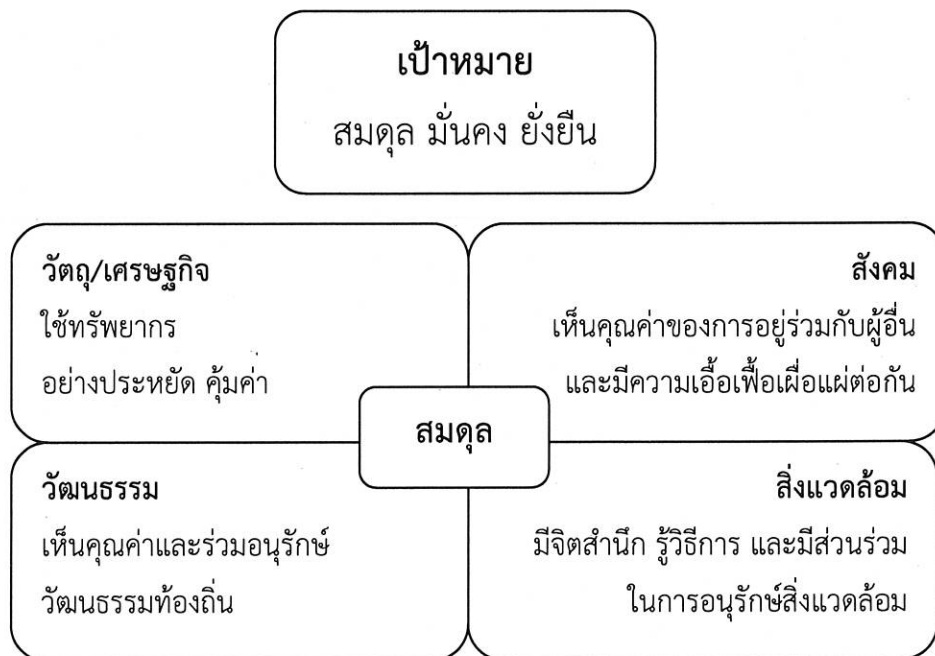 เป้าหมาย
สมดุล มั่นคง ยั่งยืน
วัตถุ/เศรษฐกิจ
ใช้ทรัพยากร
อย่างประหยัด คุ้มค่า
สังคม
เห็นคุณค่าของการอยู่ร่วมกับผู้อื่น
และมีความเอื้อเฟื้อเผื่อแผ่ต่อกัน
สมดุล
วัฒนธรรม
เห็นคุณค่าและร่วมอนุรักษ์
วัฒนธรรมท้องถิ่น
สิ่งแวดล้อม
มีจิตสำนึก รู้วิธีการ และมีส่วนร่วม
ในการอนุรักษ์สิ่งแวดล้อม